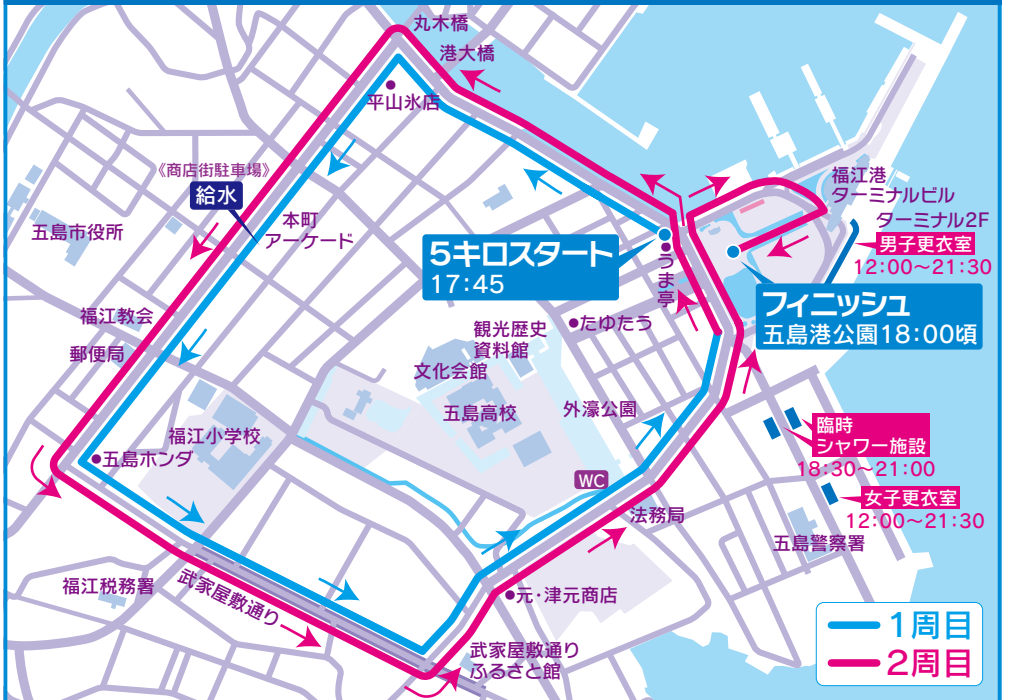 丸木橋
港大橋
平山氷店
《商店街駐車場》
給水
本町
アーケード
五島市役所
福江港
ターミナルビル
ターミナル2F
男子更衣室
12:00〜21:30
5キロスタート
17:45
うま亭
フィニッシュ
五島港公園18:00頃
福江教会
郵便局
たゆたう
観光歴史
資料館
文化会館
五島高校
外濠公園
福江小学校
五島ホンダ
臨時
シャワー施設
18:30〜21:00
WC
女子更衣室
12:00〜21:30
法務局
五島警察署
福江税務署
武家屋敷通り
元・津元商店
武家屋敷通り
ふるさと館
1周目
2周目